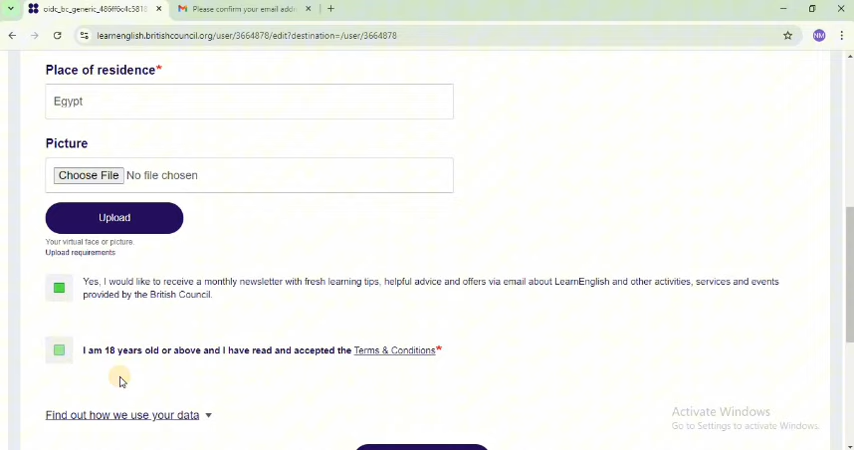 oidc_bc_generic_486ff6c4c5818
Please confirm your email addr
learnenglish.britishcouncil.org/user/3664878/edit?destination=/user/3664878
NM
Place of residence*
Egypt
Picture
Choose File No file chosen
Upload
Your virtual face or picture.
Upload requirements
Yes, I would like to receive a monthly newsletter with fresh learning tips, helpful advice and offers via email about LearnEnglish and other activities, services and events
provided by the British Council.
I am 18 years old or above and I have read and accepted the Terms & Conditions*
Find out how we use your data
Activate Windows
Go to Settings to activate Windows.